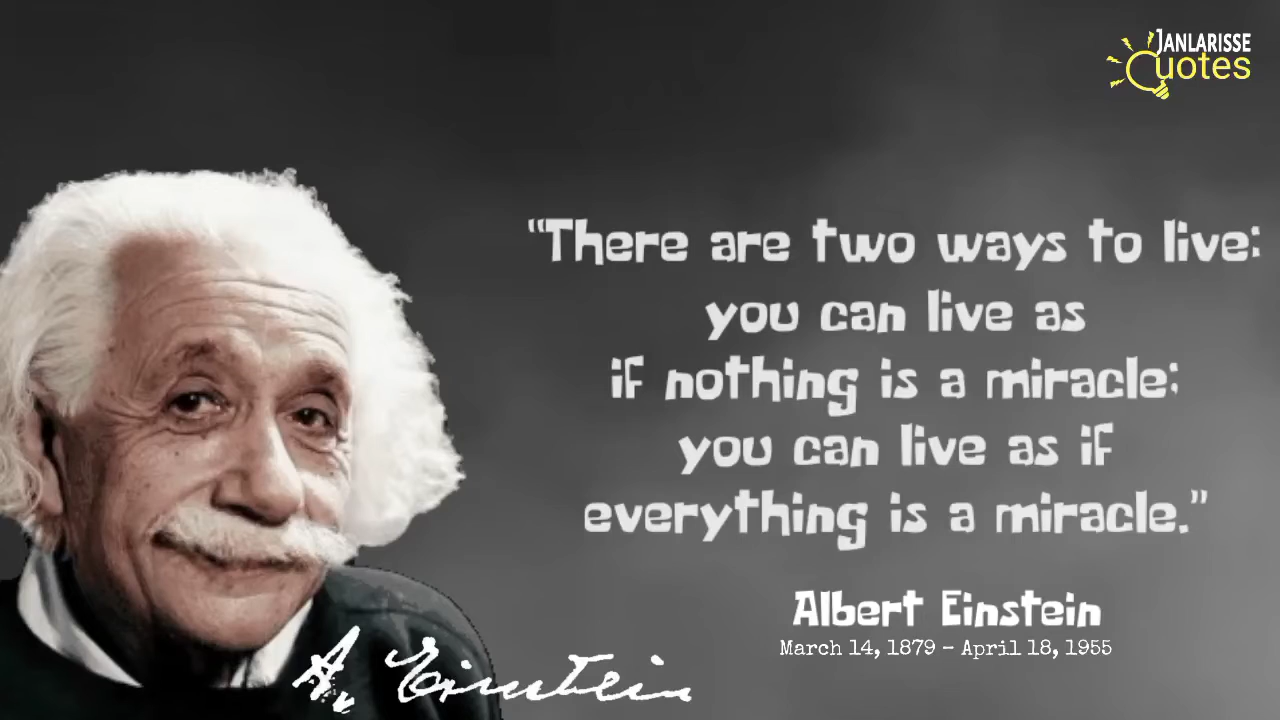 JANLARISSE
Quotes
“There are two ways to live:
you can live as
if nothing is a miracle;
you can live as if
everything is a miracle.”
Albert Einstein
March 14, 1879 – April 18, 1955
A. Einstein